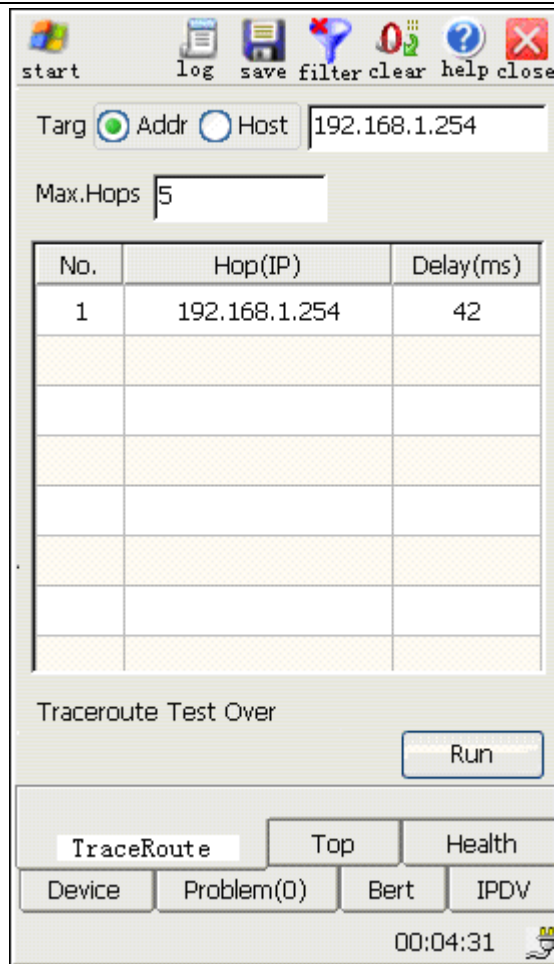 start log save filter clear help close
Targ Addr Host 192.168.1.254
Max.Hops 5
No. Hop(IP) Delay(ms)
1 192.168.1.254 42
Traceroute Test Over
Run
TraceRoute Top Health
Device Problem(0) Bert IPDV
00:04:31